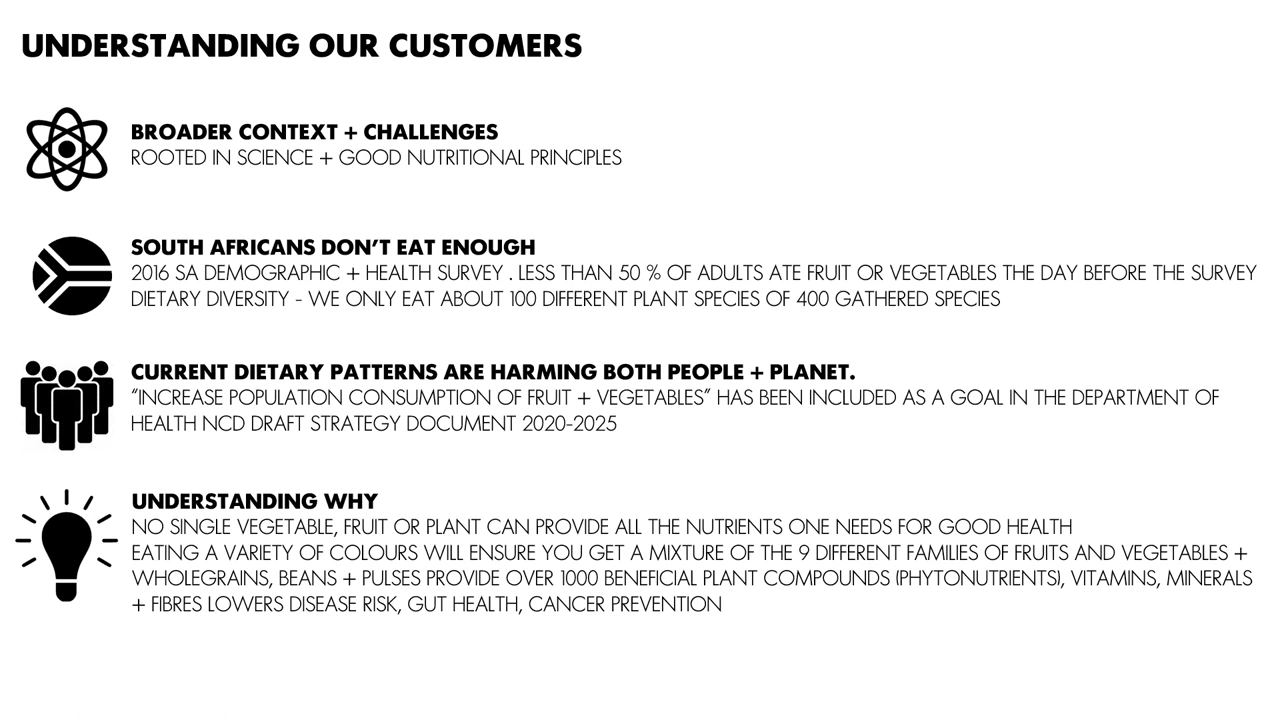 UNDERSTANDING OUR CUSTOMERS
BROADER CONTEXT + CHALLENGES
ROOTED IN SCIENCE + GOOD NUTRITIONAL PRINCIPLES
SOUTH AFRICANS DON'T EAT ENOUGH
2016 SA DEMOGRAPHIC + HEALTH SURVEY . LESS THAN 50 % OF ADULTS ATE FRUIT OR VEGETABLES THE DAY BEFORE THE SURVEY
DIETARY DIVERSITY - WE ONLY EAT ABOUT 100 DIFFERENT PLANT SPECIES OF 400 GATHERED SPECIES
CURRENT DIETARY PATTERNS ARE HARMING BOTH PEOPLE + PLANET.
“INCREASE POPULATION CONSUMPTION OF FRUIT + VEGETABLES” HAS BEEN INCLUDED AS A GOAL IN THE DEPARTMENT OF
HEALTH NCD DRAFT STRATEGY DOCUMENT 2020-2025
UNDERSTANDING WHY
NO SINGLE VEGETABLE, FRUIT OR PLANT CAN PROVIDE ALL THE NUTRIENTS ONE NEEDS FOR GOOD HEALTH
EATING A VARIETY OF COLOURS WILL ENSURE YOU GET A MIXTURE OF THE 9 DIFFERENT FAMILIES OF FRUITS AND VEGETABLES +
WHOLEGRAINS, BEANS + PULSES PROVIDE OVER 1000 BENEFICIAL PLANT COMPOUNDS (PHYTONUTRIENTS), VITAMINS, MINERALS
+ FIBRES LOWERS DISEASE RISK, GUT HEALTH, CANCER PREVENTION